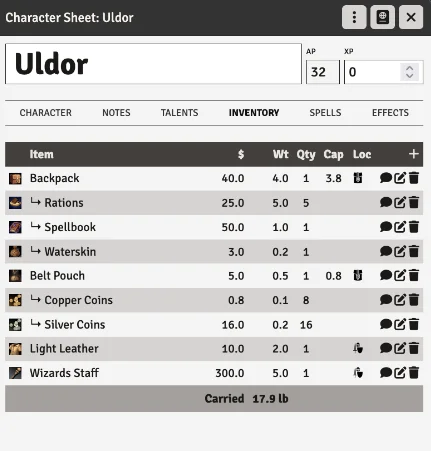 Character Sheet: Uldor
AP XP
Uldor 32 0
CHARACTER NOTES TALENTS INVENTORY SPELLS EFFECTS
Item $ Wt Qty Cap Loc +
Backpack 40.0 4.0 1 3.8
↳ Rations 25.0 5.0 5
↳ Spellbook 50.0 1.0 1
↳ Waterskin 3.0 0.2 1
Belt Pouch 5.0 0.5 1 0.8
↳ Copper Coins 0.8 0.1 8
↳ Silver Coins 16.0 0.2 16
Light Leather 10.0 2.0 1
Wizards Staff 300.0 5.0 1
Carried 17.9 lb